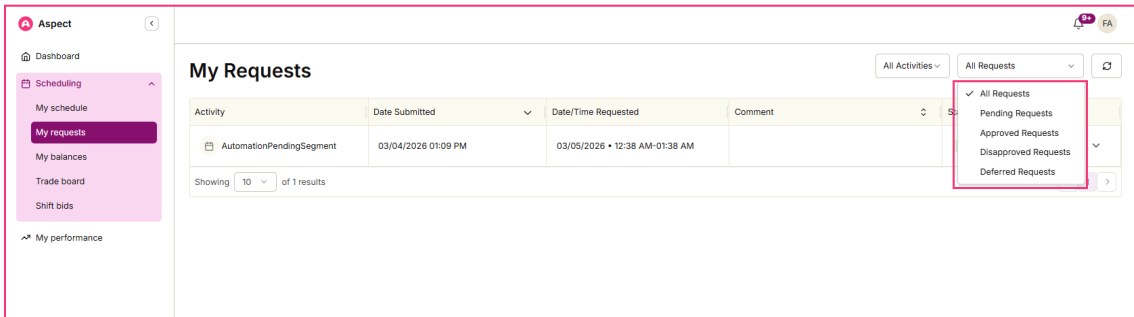 Aspect
9+
FA
Dashboard
Scheduling
My schedule
My requests
My balances
Trade board
Shift bids
My performance
My Requests
All Activities
All Requests
All Requests
Pending Requests
Approved Requests
Disapproved Requests
Deferred Requests
Activity Date Submitted Date/Time Requested Comment
AutomationPendingSegment 03/04/2026 01:09 PM 03/05/2026 • 12:38 AM-01:38 AM
Showing 10 of 1 results